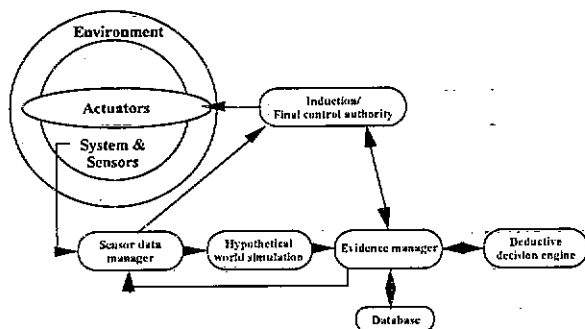 Environment
Actuators
Induction/
Final control authority
System &
Sensors
Sensor data
manager
Hypothetical
world simulation
Evidence manager
Deductive
decision engine
Database